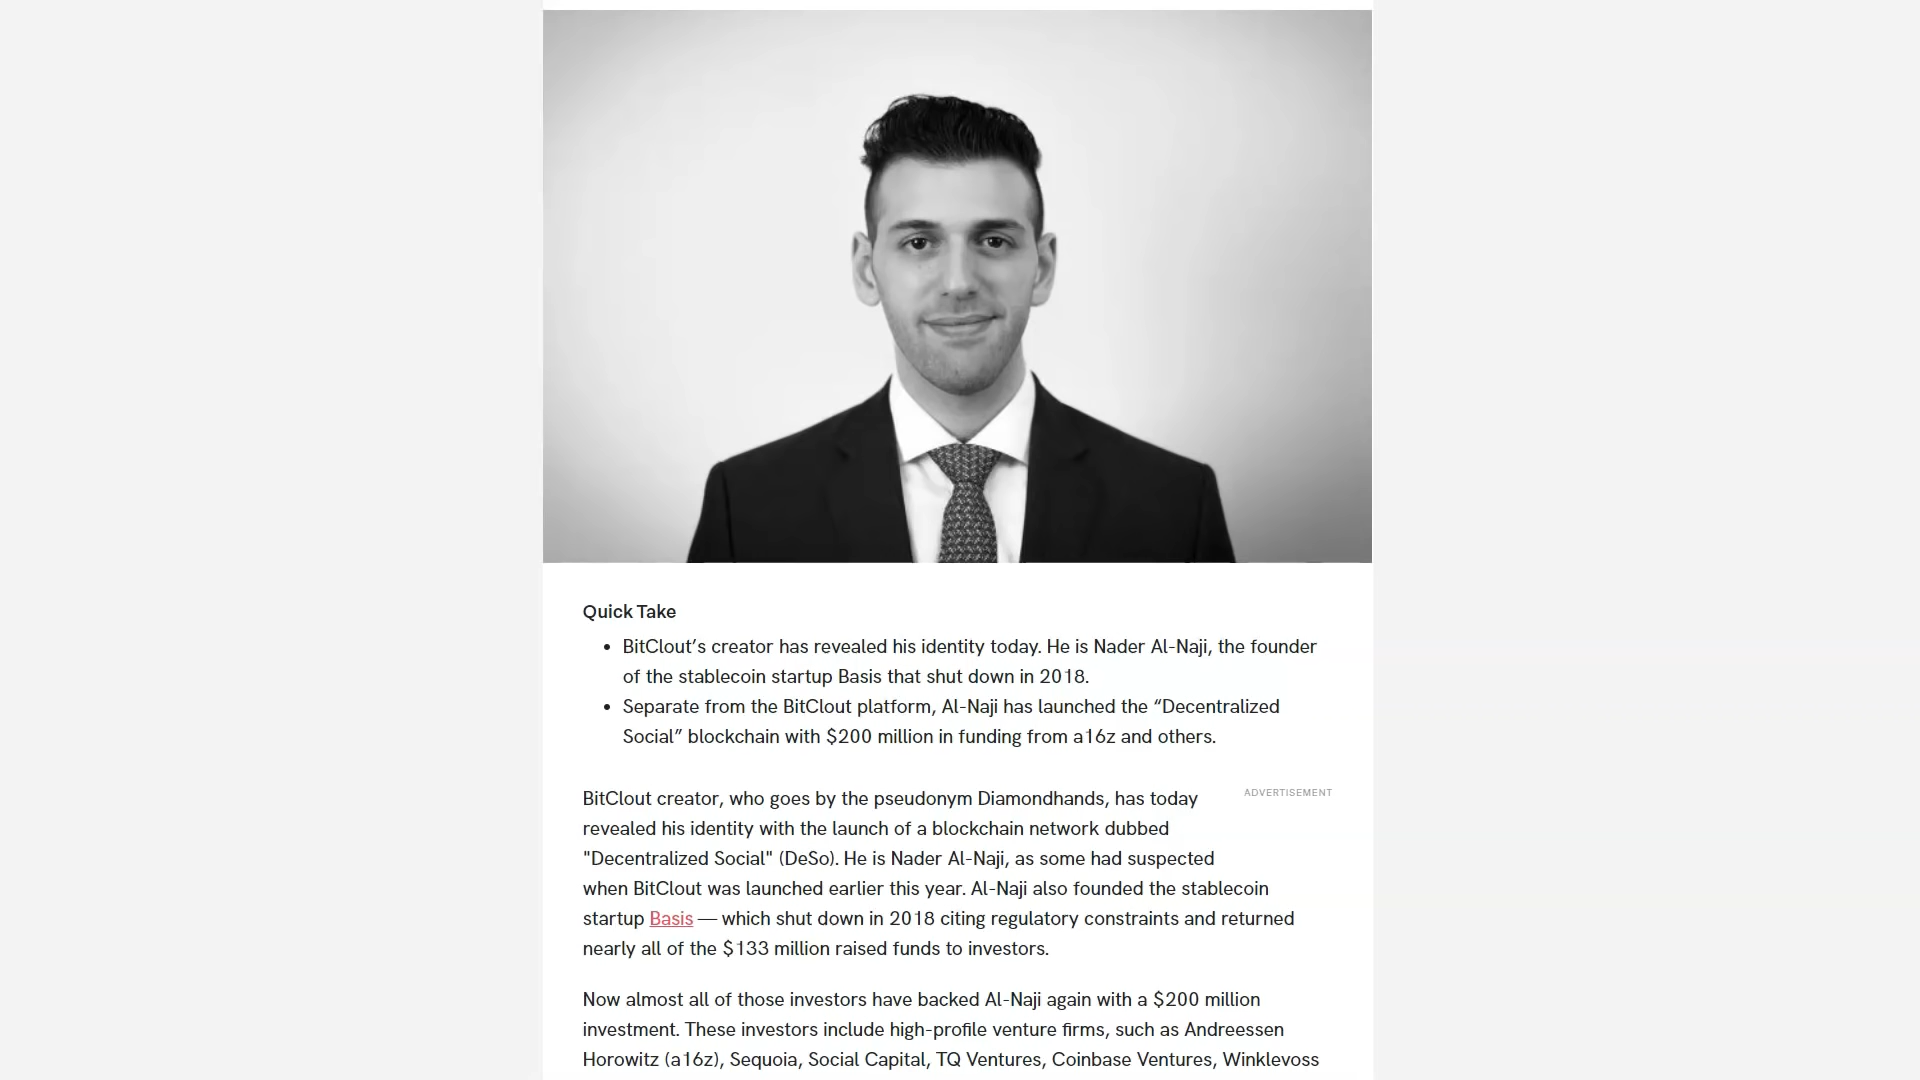 Quick Take
• BitClout’s creator has revealed his identity today. He is Nader Al-Naji, the founder
of the stablecoin startup Basis that shut down in 2018.
• Separate from the BitClout platform, Al-Naji has launched the “Decentralized
Social” blockchain with $200 million in funding from a16z and others.
BitClout creator, who goes by the pseudonym Diamondhands, has today
ADVERTISEMENT
revealed his identity with the launch of a blockchain network dubbed
"Decentralized Social" (DeSo). He is Nader Al-Naji, as some had suspected
when BitClout was launched earlier this year. Al-Naji also founded the stablecoin
startup Basis — which shut down in 2018 citing regulatory constraints and returned
nearly all of the $133 million raised funds to investors.
Now almost all of those investors have backed Al-Naji again with a $200 million
investment. These investors include high-profile venture firms, such as Andreessen
Horowitz (a16z), Sequoia, Social Capital, TQ Ventures, Coinbase Ventures, Winklevoss